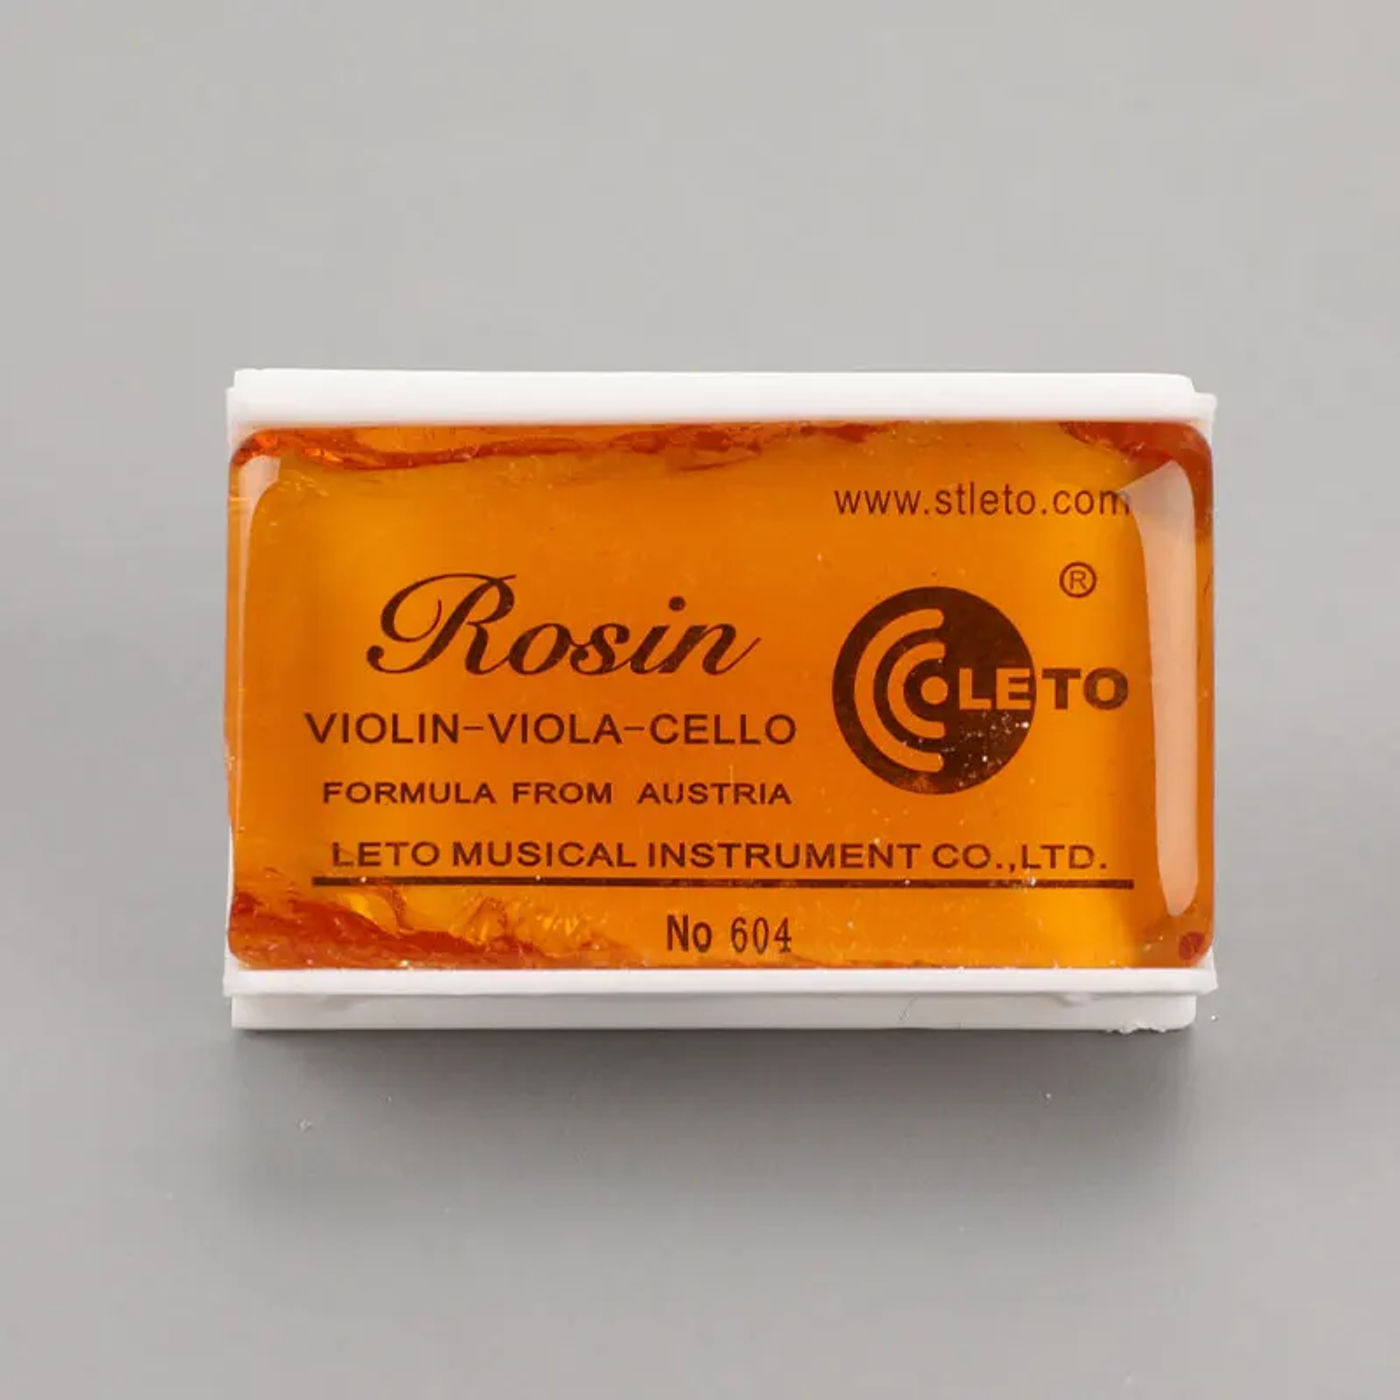 www.stleto.com
®
Rosin
LETO
VIOLIN-VIOLA-CELLO
FORMULA FROM AUSTRIA
LETO MUSICAL INSTRUMENT CO.,LTD.
No 604